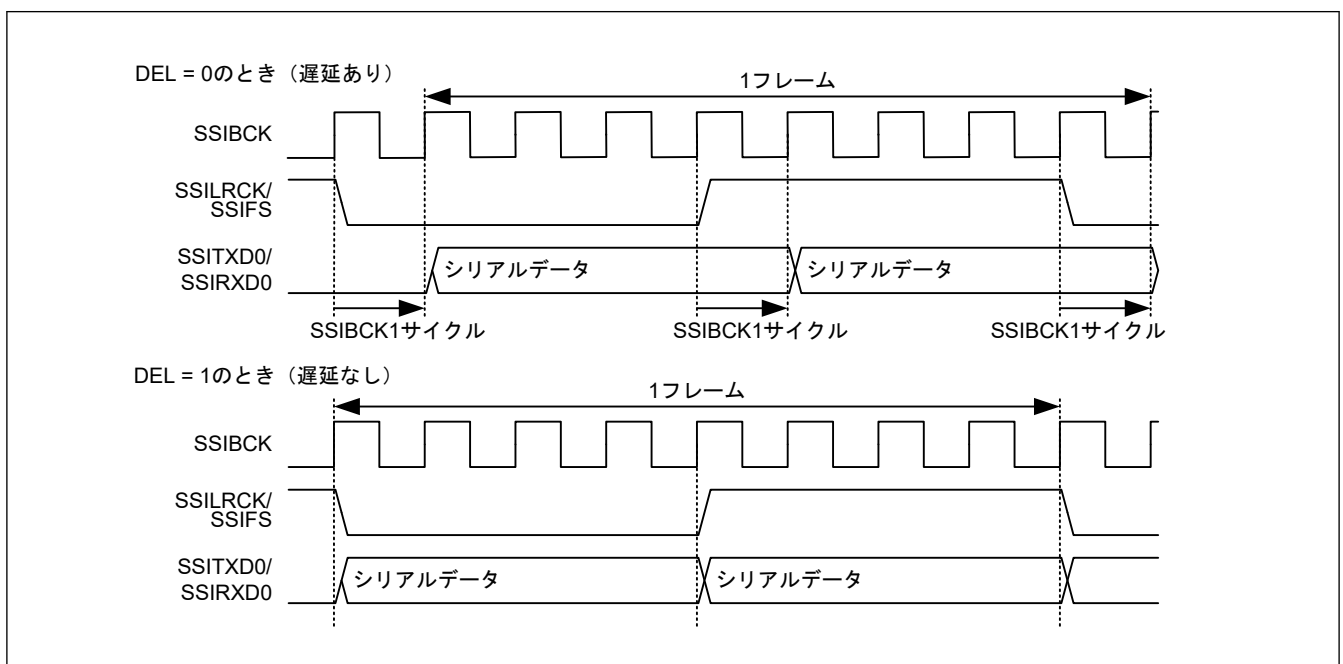 DEL = 0のとき（遅延あり）
1フレーム
SSIBCK
SSILRCK/
SSIFS
SSITXD0/
SSIRXD0
シリアルデータ
シリアルデータ
SSIBCK1サイクル
SSIBCK1サイクル
SSIBCK1サイクル
DEL = 1のとき（遅延なし）
1フレーム
SSIBCK
SSILRCK/
SSIFS
SSITXD0/
SSIRXD0
シリアルデータ
シリアルデータ